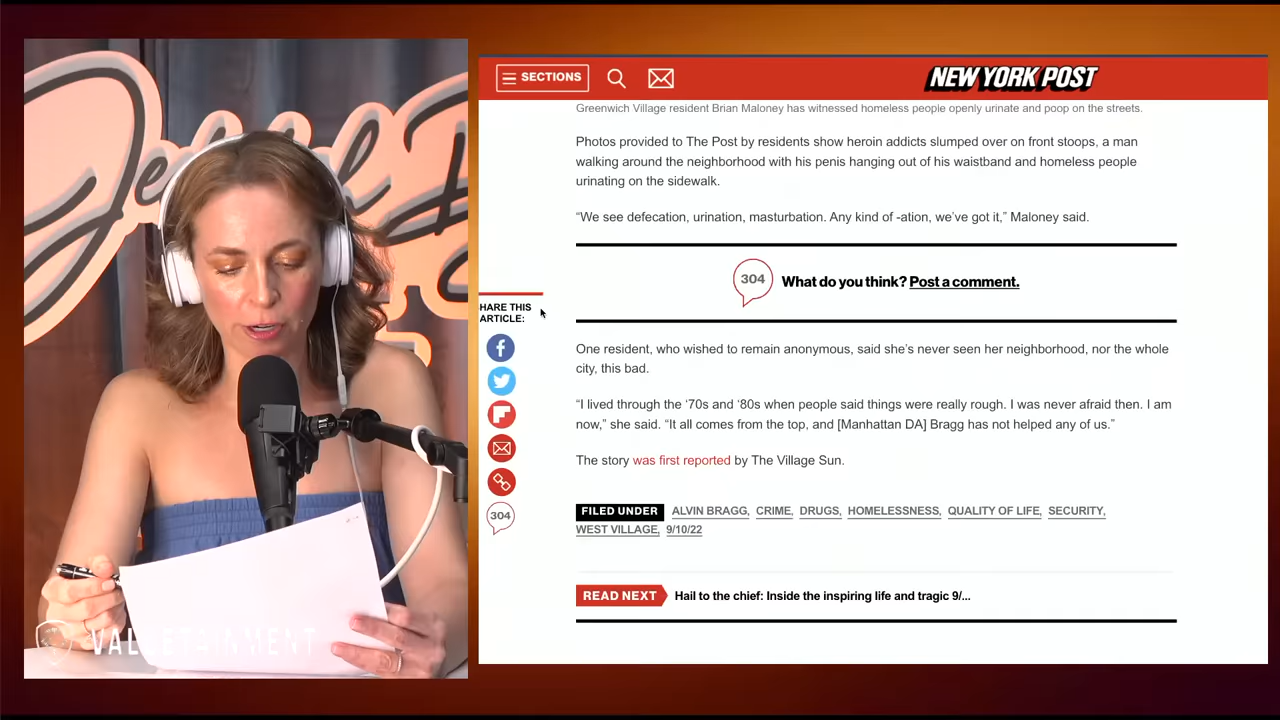 SECTIONS
NEW YORK POST
Greenwich Village resident Brian Maloney has witnessed homeless people openly urinate and poop on the streets.
Photos provided to The Post by residents show heroin addicts slumped over on front stoops, a man
walking around the neighborhood with his penis hanging out of his waistband and homeless people
urinating on the sidewalk.
“We see defecation, urination, masturbation. Any kind of -ation, we’ve got it,” Maloney said.
304
What do you think? Post a comment.
HARE THIS
ARTICLE:
One resident, who wished to remain anonymous, said she’s never seen her neighborhood, nor the whole
city, this bad.
“I lived through the ‘70s and ‘80s when people said things were really rough. I was never afraid then. I am
now,” she said. “It all comes from the top, and [Manhattan DA] Bragg has not helped any of us.”
The story was first reported by The Village Sun.
304
FILED UNDER ALVIN BRAGG, CRIME, DRUGS, HOMELESSNESS, QUALITY OF LIFE, SECURITY,
WEST VILLAGE, 9/10/22
READ NEXT Hail to the chief: Inside the inspiring life and tragic 9/...
VALUETAINMENT